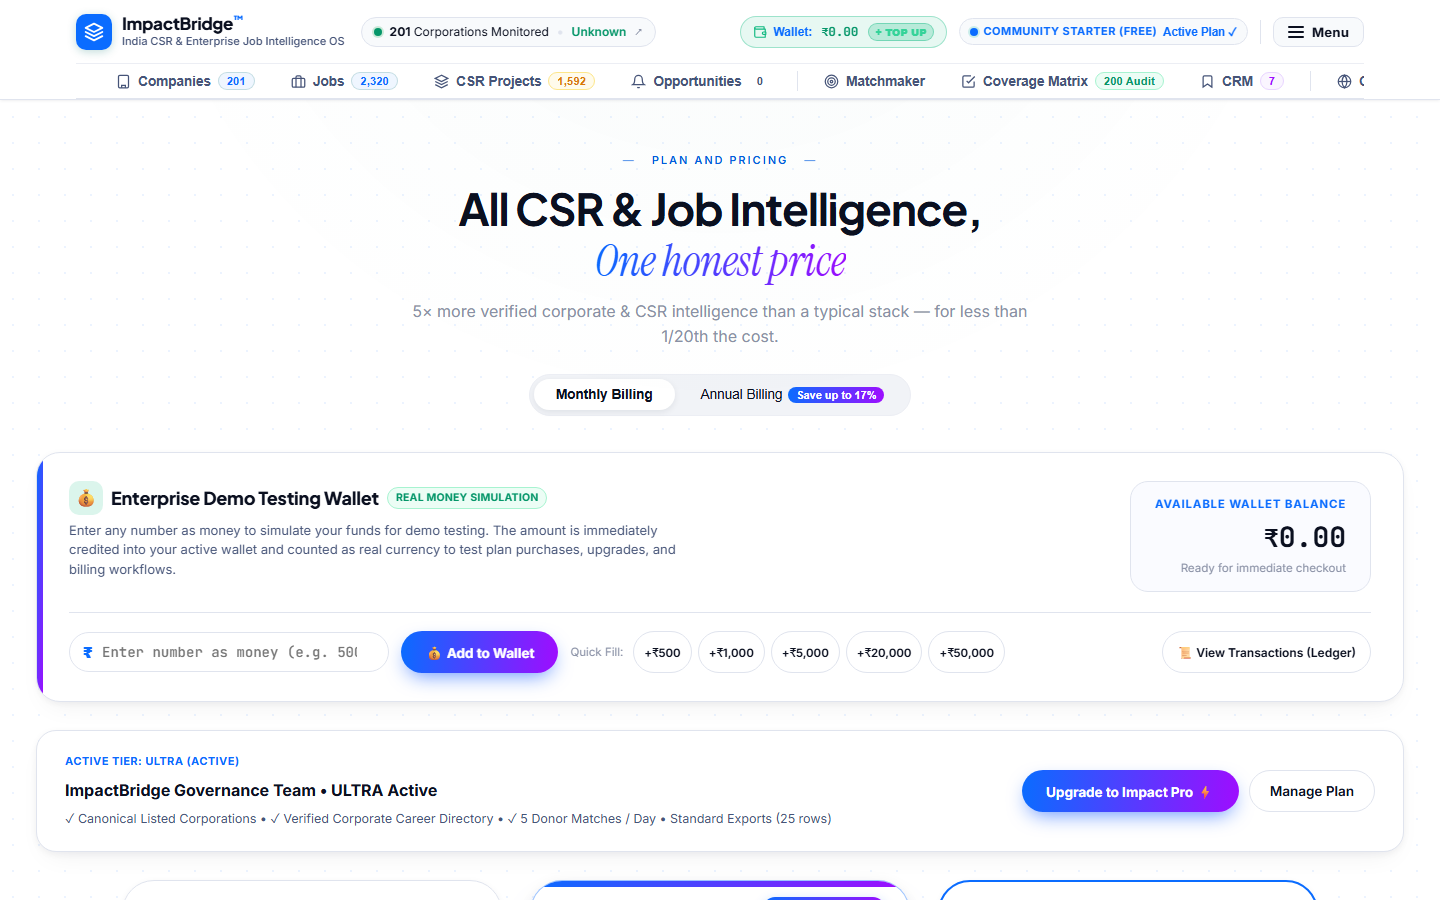 ImpactBridge™
India CSR & Enterprise Job Intelligence OS
201 Corporations Monitored • Unknown ↗
Wallet: ₹0.00 + TOP UP
COMMUNITY STARTER (FREE) Active Plan ✓
Menu
Companies 201
Jobs 2,320
CSR Projects 1,592
Opportunities 0
Matchmaker
Coverage Matrix 200 Audit
CRM 7
— PLAN AND PRICING —
All CSR & Job Intelligence,
One honest price
5× more verified corporate & CSR intelligence than a typical stack — for less than
1/20th the cost.
Monthly Billing
Annual Billing Save up to 17%
Enterprise Demo Testing Wallet REAL MONEY SIMULATION
Enter any number as money to simulate your funds for demo testing. The amount is immediately
credited into your active wallet and counted as real currency to test plan purchases, upgrades, and
billing workflows.
AVAILABLE WALLET BALANCE
₹0.00
Ready for immediate checkout
₹ Enter number as money (e.g. 500
Add to Wallet
Quick Fill:
+₹500
+₹1,000
+₹5,000
+₹20,000
+₹50,000
View Transactions (Ledger)
ACTIVE TIER: ULTRA (ACTIVE)
ImpactBridge Governance Team • ULTRA Active
✓ Canonical Listed Corporations • ✓ Verified Corporate Career Directory • ✓ 5 Donor Matches / Day • Standard Exports (25 rows)
Upgrade to Impact Pro ⚡
Manage Plan